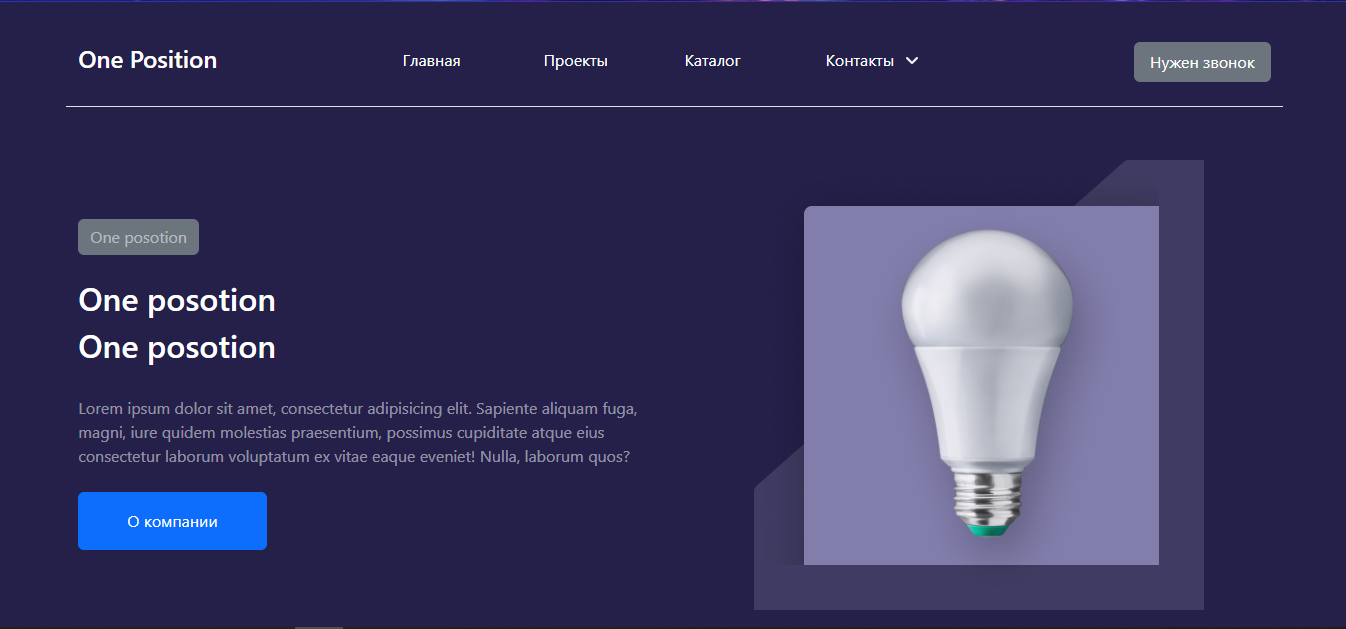 One Position
Главная
Проекты
Каталог
Контакты
Нужен звонок
One posotion
One posotion
One posotion
Lorem ipsum dolor sit amet, consectetur adipisicing elit. Sapiente aliquam fuga,
magni, iure quidem molestias praesentium, possimus cupiditate atque eius
consectetur laborum voluptatum ex vitae eaque eveniet! Nulla, laborum quos?
О компании